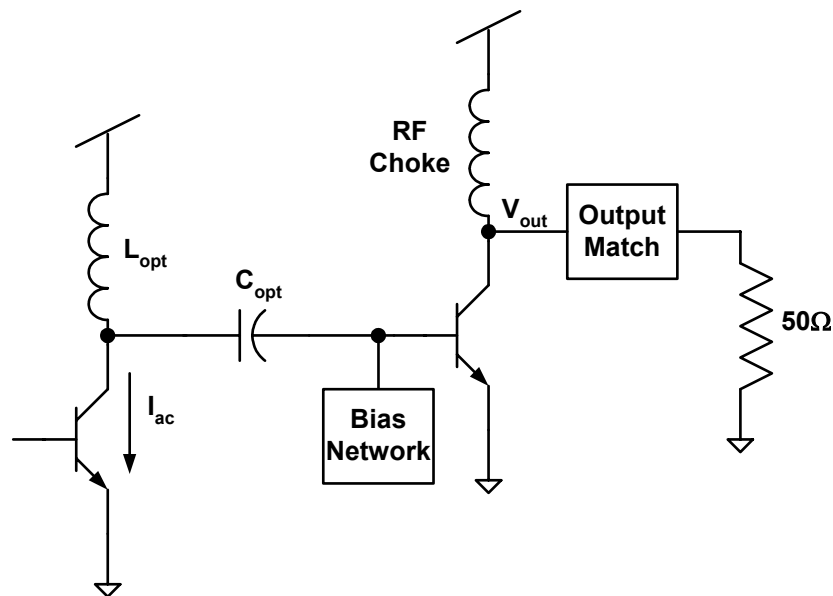 RF
Choke
V_out
Output
Match
L_opt
C_opt
50Ω
I_ac
Bias
Network